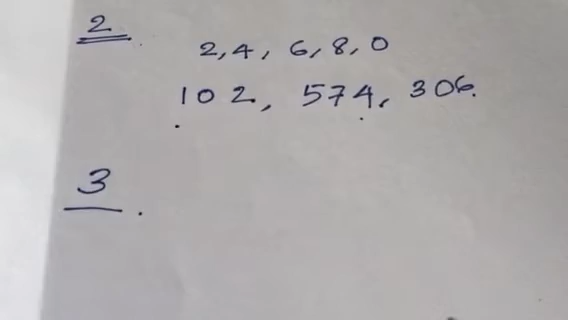 2. 2, 4, 6, 8, 0
102, 574, 306.
3.